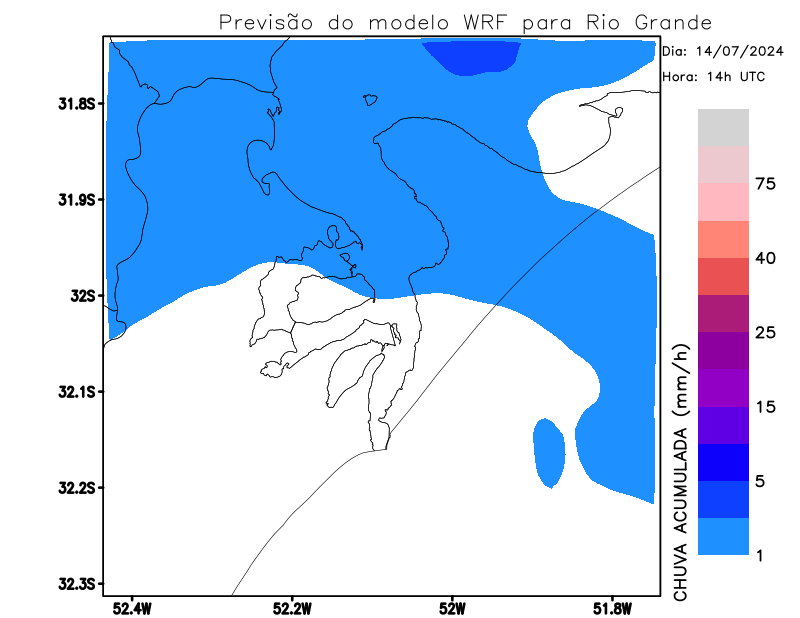 Previsão do modelo WRF para Rio Grande
Dia: 14/07/2024
Hora: 14h UTC
31.8S
31.9S
32S
32.1S
32.2S
32.3S
52.4W
52.2W
52W
51.8W
75
40
25
15
5
1
CHUVA ACUMULADA (mm/h)